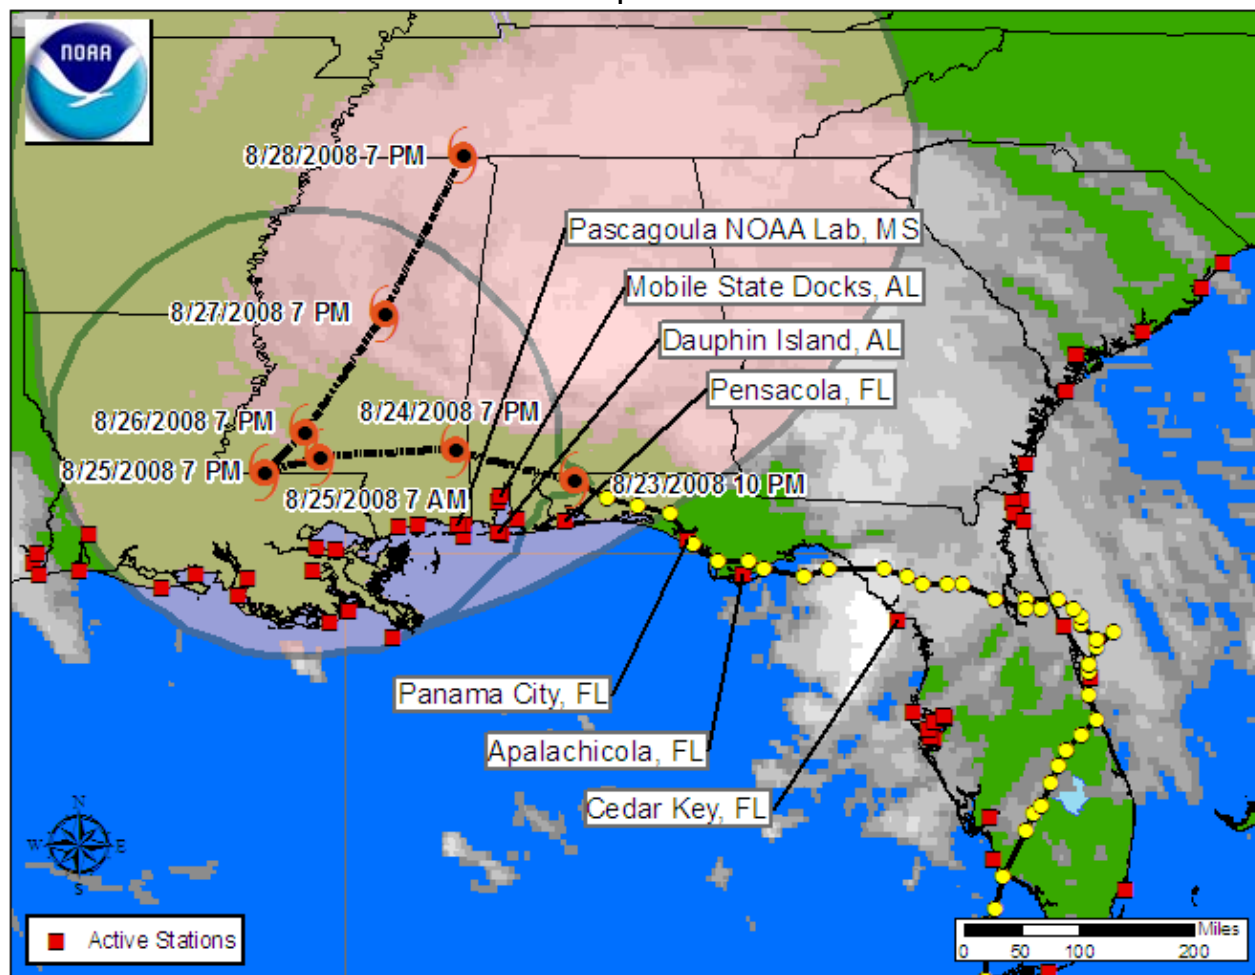 NOAA
8/28/2008 7 PM
Pascagoula NOAA Lab, MS
Mobile State Docks, AL
8/27/2008 7 PM
Dauphin Island, AL
Pensacola, FL
8/24/2008 7 PM
8/26/2008 7 PM
8/25/2008 7 PM
8/25/2008 7 AM
8/23/2008 10 PM
Panama City, FL
Apalachicola, FL
Cedar Key, FL
N
W E
S
Active Stations
Miles
0 50 100 200